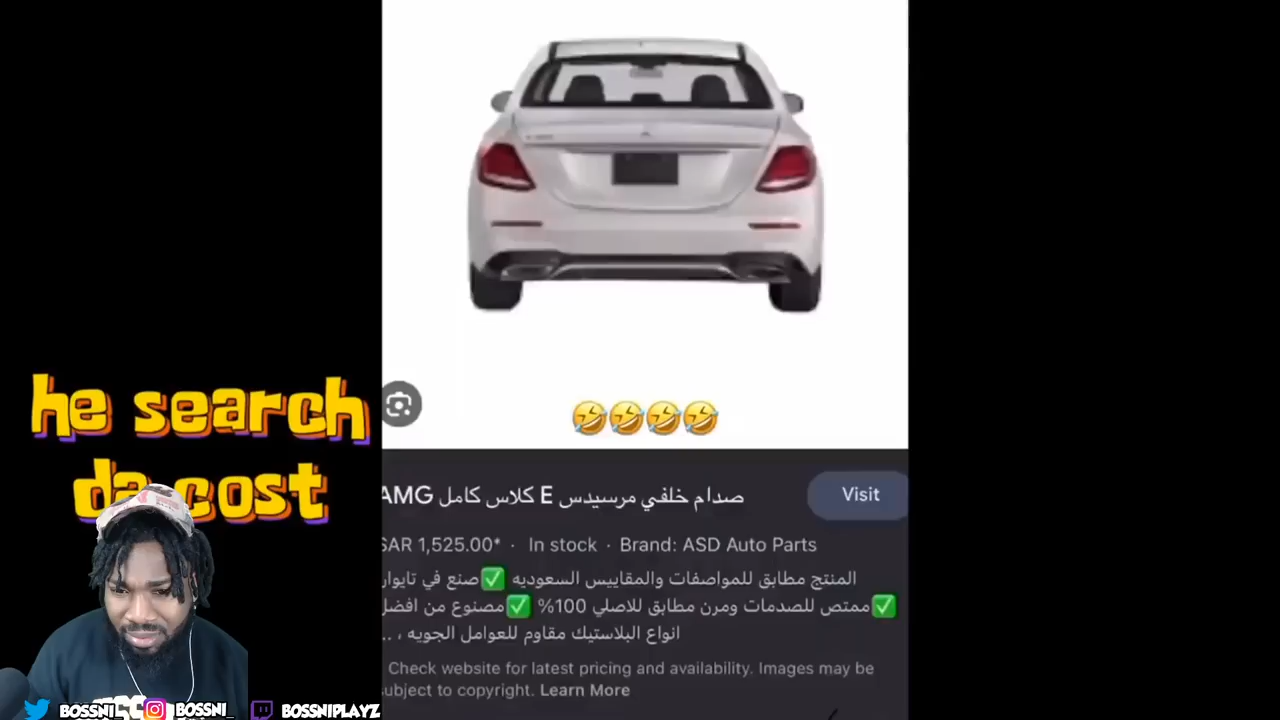 he search
da cost
صدام خلفي مرسيدس E كلاس كامل AMG
Visit
SAR 1,525.00* · In stock · Brand: ASD Auto Parts
المنتج مطابق للمواصفات والمقاييس السعوديه ✅صنع في تايوان
✅ممتص للصدمات ومرن مطابق للاصلي 100% ✅مصنوع من افضل
انواع البلاستيك مقاوم للعوامل الجويه ، ...
Check website for latest pricing and availability. Images may be
subject to copyright. Learn More
BOSSNI_
BOSSNI_
BOSSNIPLAYZ